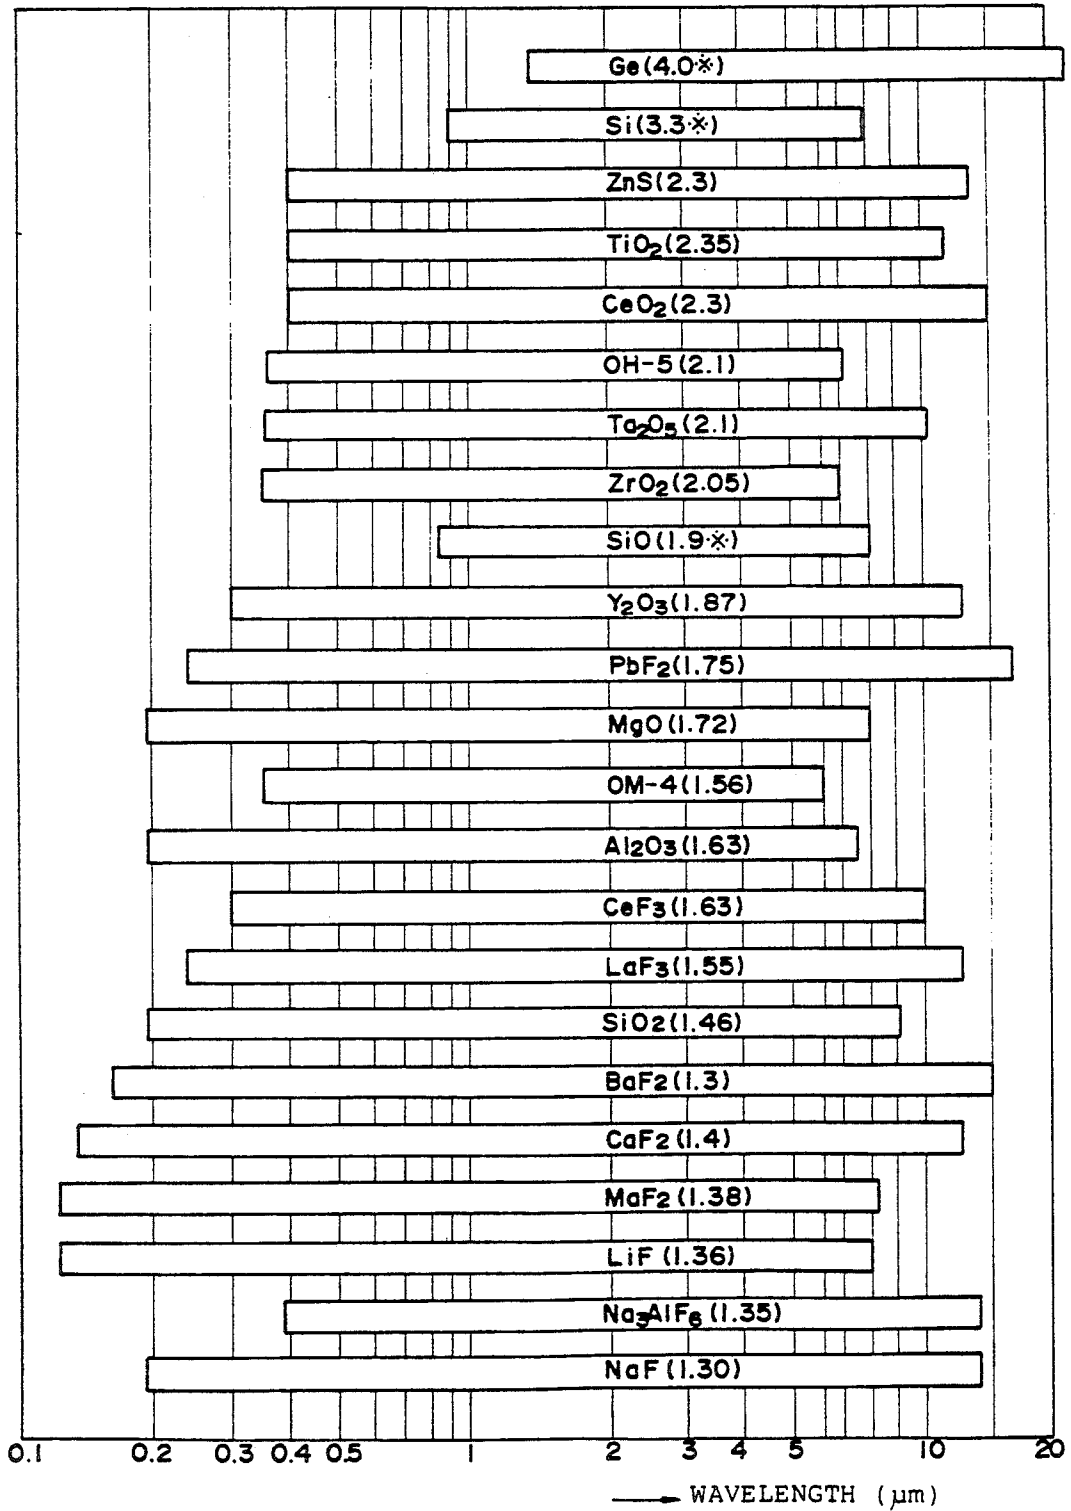 Ge(4.0※)
Si(3.3※)
ZnS(2.3)
TiO₂(2.35)
CeO₂(2.3)
OH-5(2.1)
Ta₂O₅(2.1)
ZrO₂(2.05)
SiO(1.9※)
Y₂O₃(1.87)
PbF₂(1.75)
MgO(1.72)
OM-4(1.56)
Al₂O₃(1.63)
CeF₃(1.63)
LaF₃(1.55)
SiO₂(1.46)
BaF₂(1.3)
CaF₂(1.4)
MaF₂(1.38)
LiF(1.36)
Na₃AlF₆(1.35)
NaF(1.30)
0.1 0.2 0.3 0.4 0.5 1 2 3 4 5 10 20
→ WAVELENGTH (μm)